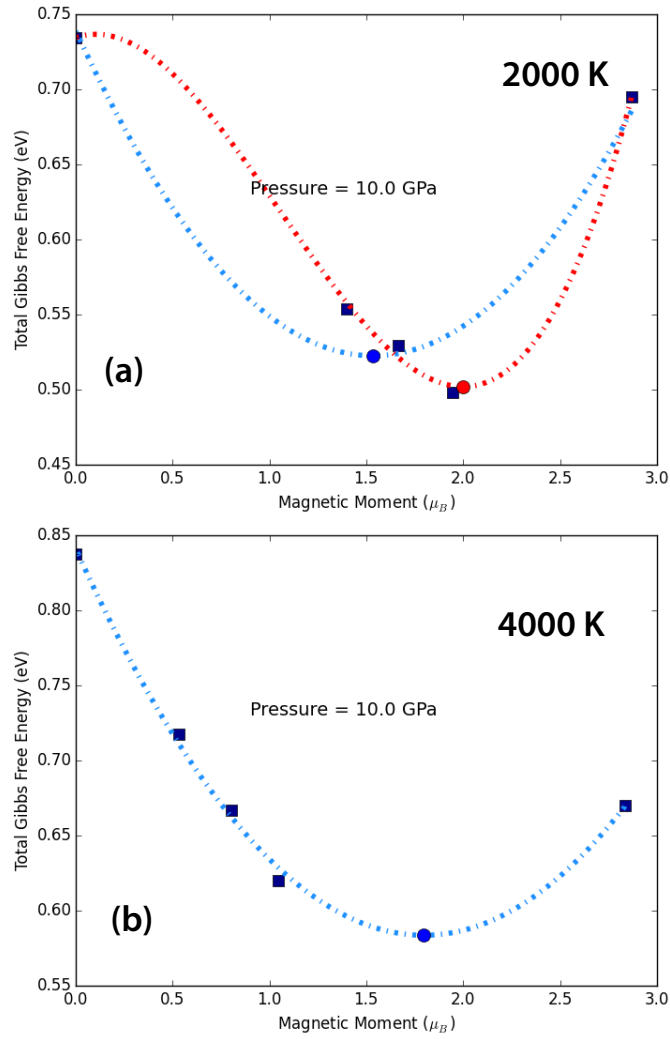 0.75
0.70
0.65
0.60
0.55
0.50
0.45
Total Gibbs Free Energy (eV)
2000 K
Pressure = 10.0 GPa
(a)
0.0 0.5 1.0 1.5 2.0 2.5 3.0
Magnetic Moment (μ_B)
0.85
0.80
0.75
0.70
0.65
0.60
0.55
Total Gibbs Free Energy (eV)
4000 K
Pressure = 10.0 GPa
(b)
0.0 0.5 1.0 1.5 2.0 2.5 3.0
Magnetic Moment (μ_B)